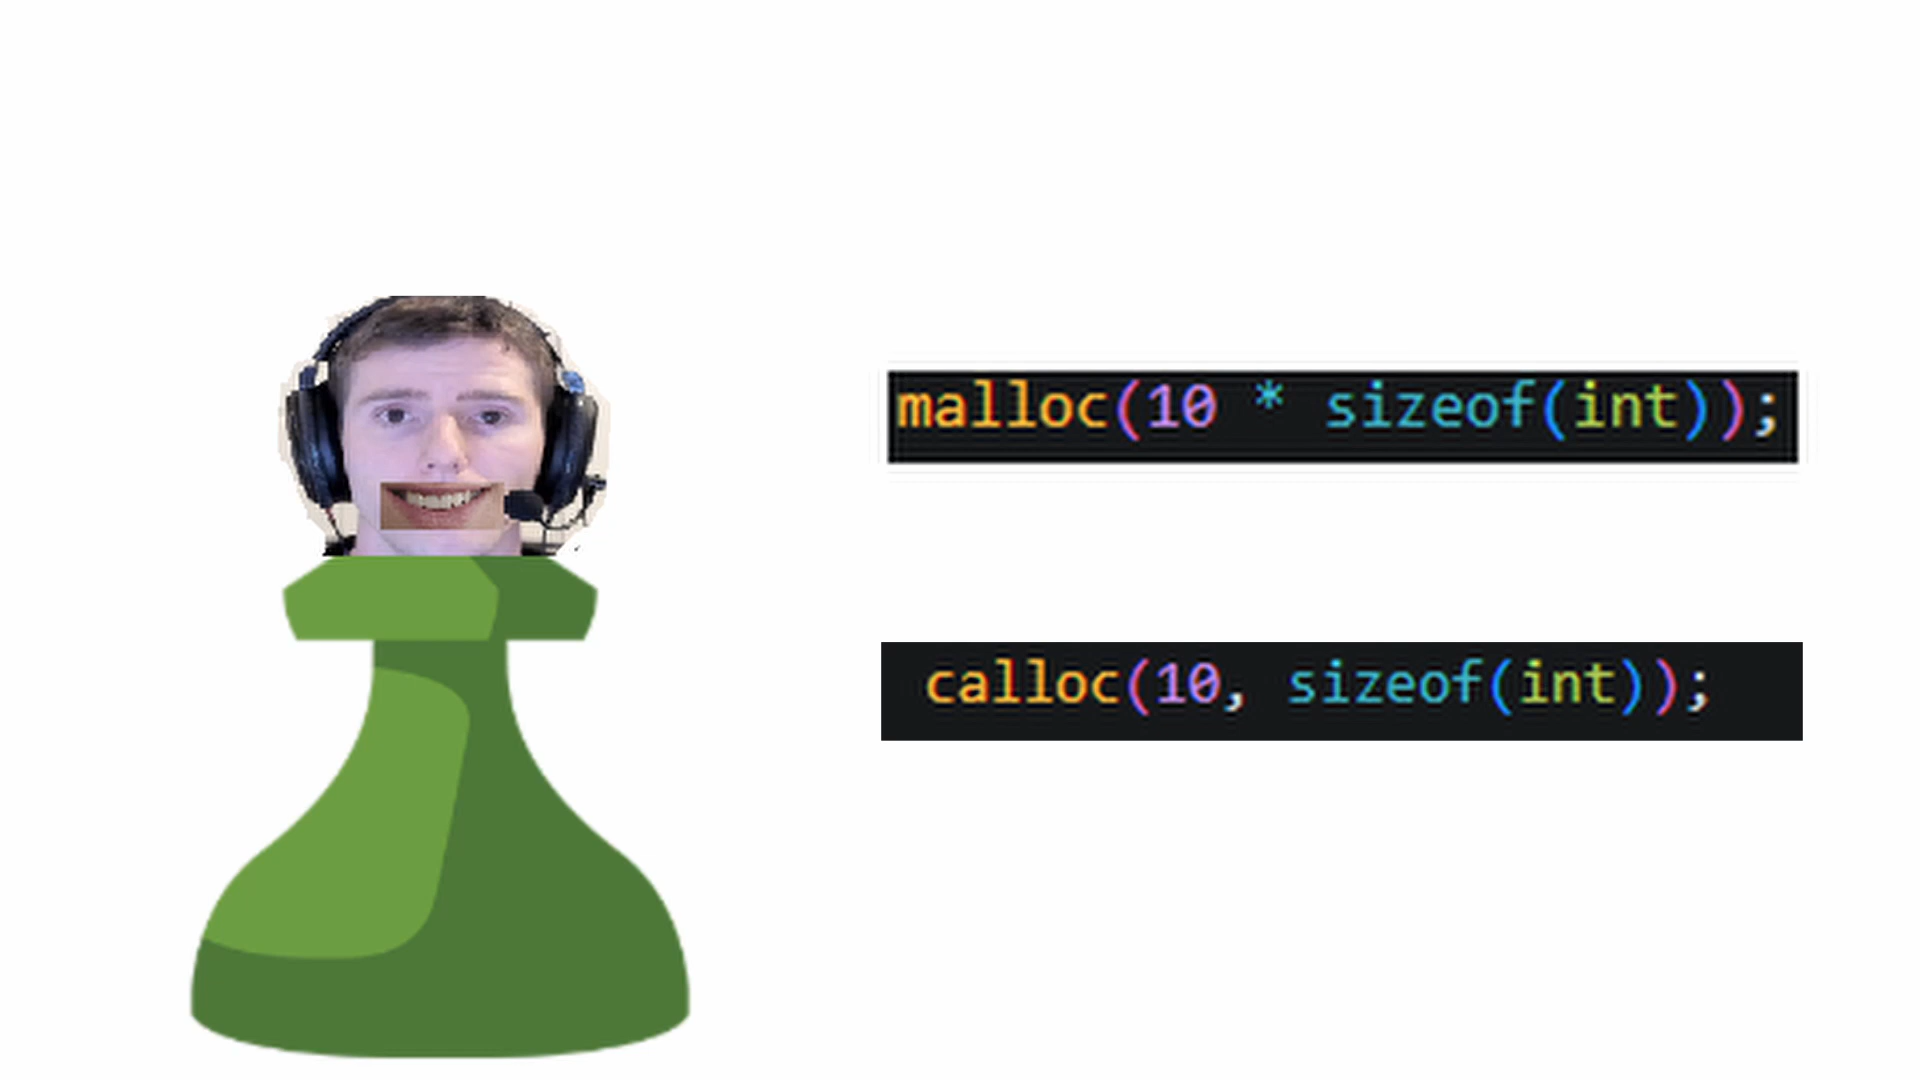 malloc(10 * sizeof(int));
calloc(10, sizeof(int));